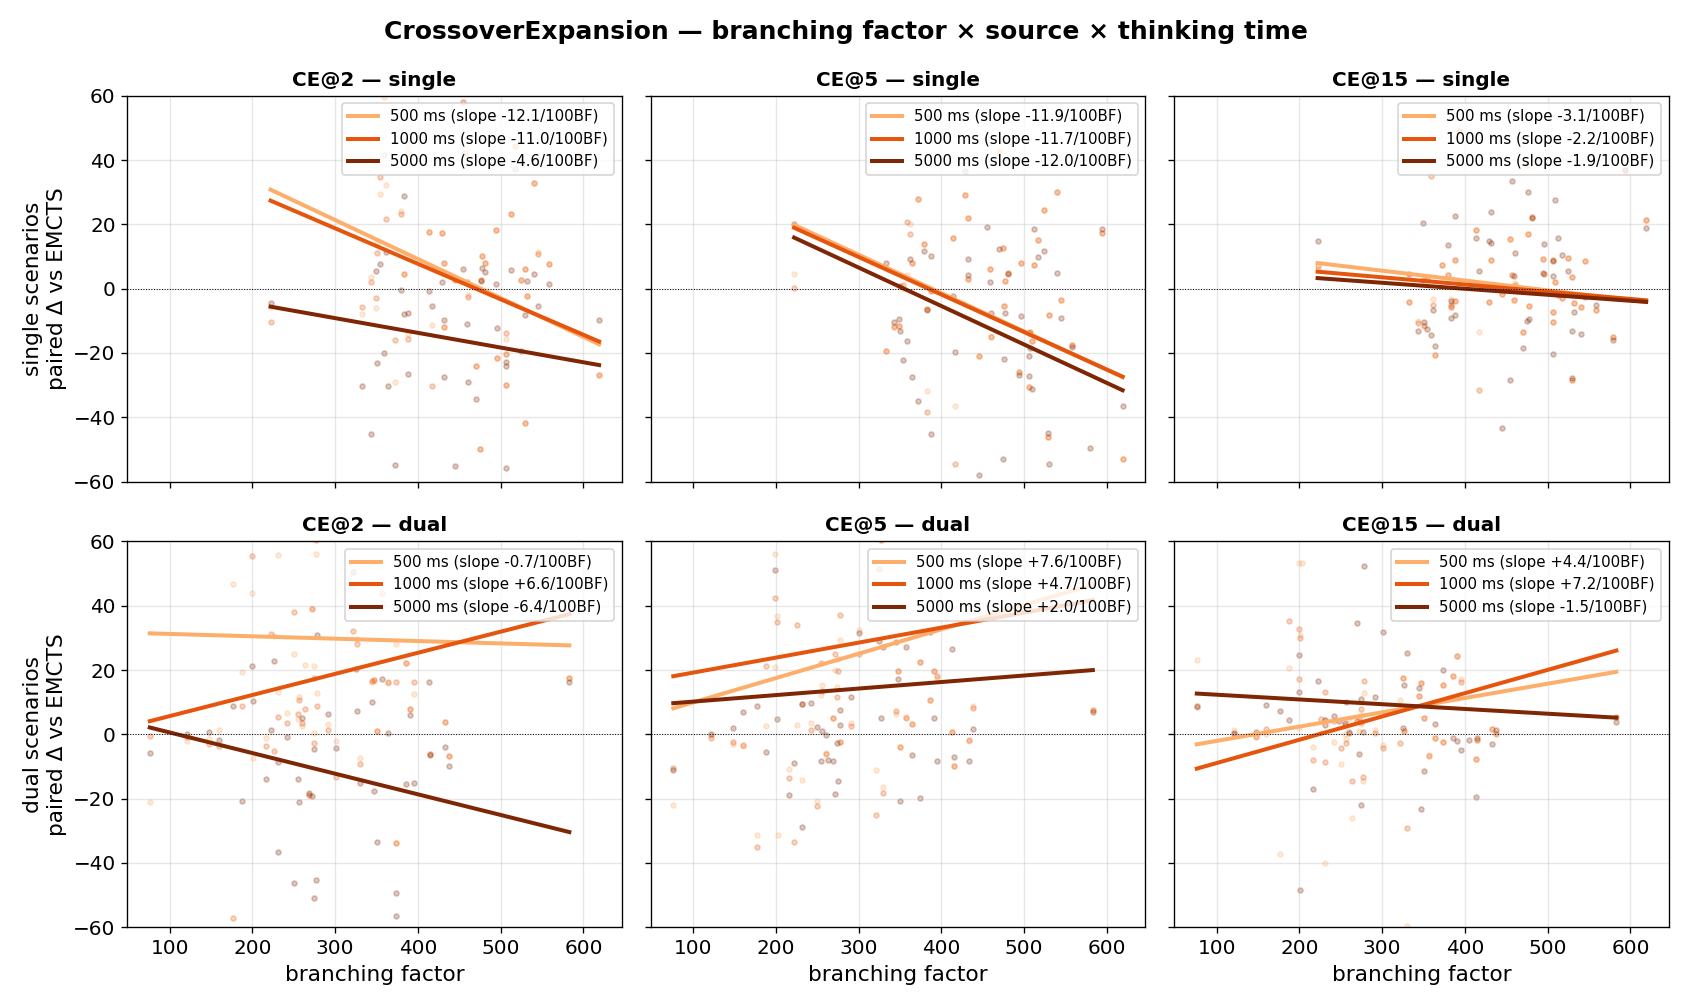 CrossoverExpansion — branching factor × source × thinking time
CE@2 — single
CE@5 — single
CE@15 — single
500 ms (slope -12.1/100BF)
1000 ms (slope -11.0/100BF)
5000 ms (slope -4.6/100BF)
500 ms (slope -11.9/100BF)
1000 ms (slope -11.7/100BF)
5000 ms (slope -12.0/100BF)
500 ms (slope -3.1/100BF)
1000 ms (slope -2.2/100BF)
5000 ms (slope -1.9/100BF)
single scenarios
paired Δ vs EMCTS
60
40
20
0
−20
−40
−60
CE@2 — dual
CE@5 — dual
CE@15 — dual
500 ms (slope -0.7/100BF)
1000 ms (slope +6.6/100BF)
5000 ms (slope -6.4/100BF)
500 ms (slope +7.6/100BF)
1000 ms (slope +4.7/100BF)
5000 ms (slope +2.0/100BF)
500 ms (slope +4.4/100BF)
1000 ms (slope +7.2/100BF)
5000 ms (slope -1.5/100BF)
dual scenarios
paired Δ vs EMCTS
60
40
20
0
−20
−40
−60
100 200 300 400 500 600
100 200 300 400 500 600
100 200 300 400 500 600
branching factor
branching factor
branching factor